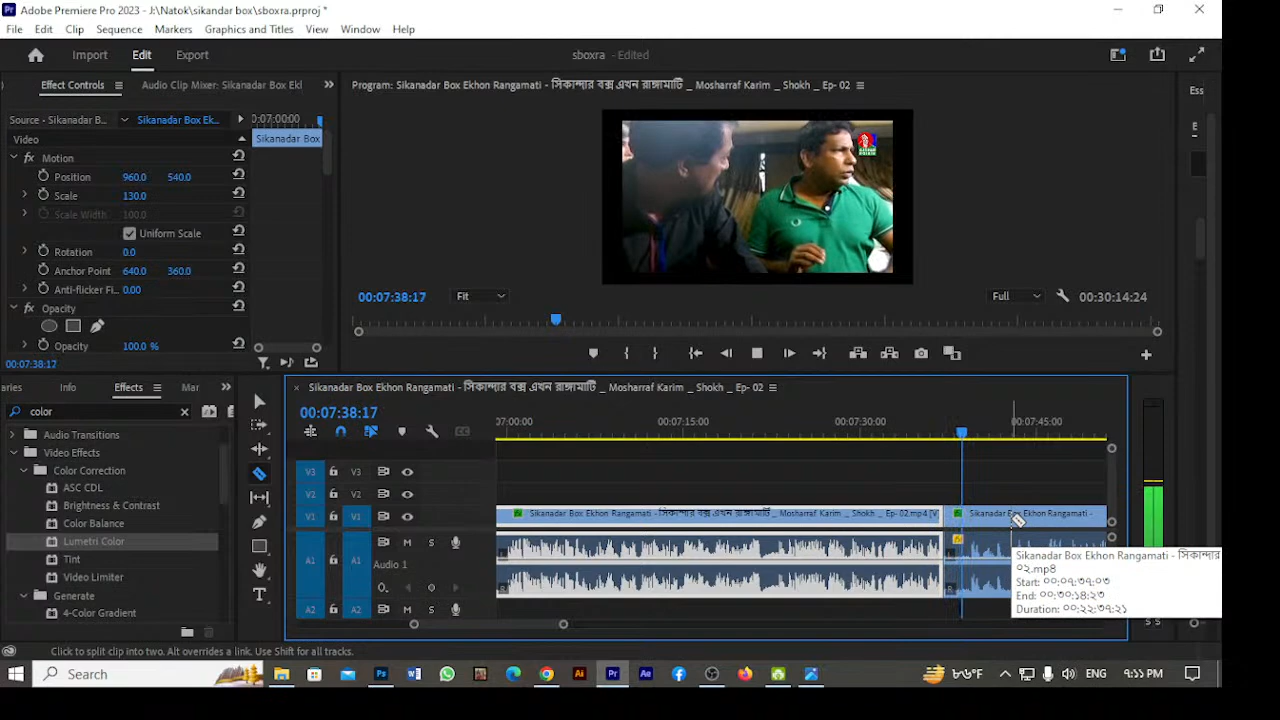 Adobe Premiere Pro 2023 - J:\Natok\sikandar box\sboxra.prproj *
File Edit Clip Sequence Markers Graphics and Titles View Window Help
Import Edit Export
sboxra - Edited
Effect Controls
Audio Clip Mixer: Sikanadar Box Ekl
Program: Sikanadar Box Ekhon Rangamati - সিকান্দার বক্স এখন রাঙ্গামাটি _ Mosharraf Karim _ Shokh _ Ep- 02
Ess
Source - Sikanadar B...
Sikanadar Box Ek...
0:07:00:00
Video
Sikanadar Box
E
Motion
Position 960.0 540.0
Scale 130.0
Scale Width 100.0
Uniform Scale
Rotation 0.0
Anchor Point 640.0 360.0
Anti-flicker Fi... 0.00
Opacity
Opacity 100.0 %
00:07:38:17
00:07:38:17
Fit
Full
00:30:14:24
aries Info Effects Mar
color
Audio Transitions
Video Effects
Color Correction
ASC CDL
Brightness & Contrast
Color Balance
Lumetri Color
Tint
Video Limiter
Generate
4-Color Gradient
Sikanadar Box Ekhon Rangamati - সিকান্দার বক্স এখন রাঙ্গামাটি _ Mosharraf Karim _ Shokh _ Ep- 02
00:07:38:17
:07:00:00 00:07:15:00 00:07:30:00 00:07:45:00
V3 V3
V2 V2
V1 V1
Sikanadar Box Ekhon Rangamati - সিকান্দার বক্স এখন রাঙ্গামাটি _ Mosharraf Karim _ Shokh _ Ep- 02.mp4 [V]
Sikanadar Box Ekhon Rangamati -
A1 A1 M S
Audio 1
A2 A2 M S
Sikanadar Box Ekhon Rangamati - সিকান্দার
০২.mp4
Start: ০০:০৭:৩৭:০৩
End: ০০:৩০:১৪:২৩
Duration: ০০:২২:৩৭:২১
S S
Click to split clip into two. Alt overrides a link. Use Shift for all tracks.
Search
৮৬°F
ENG
৯:১১ PM